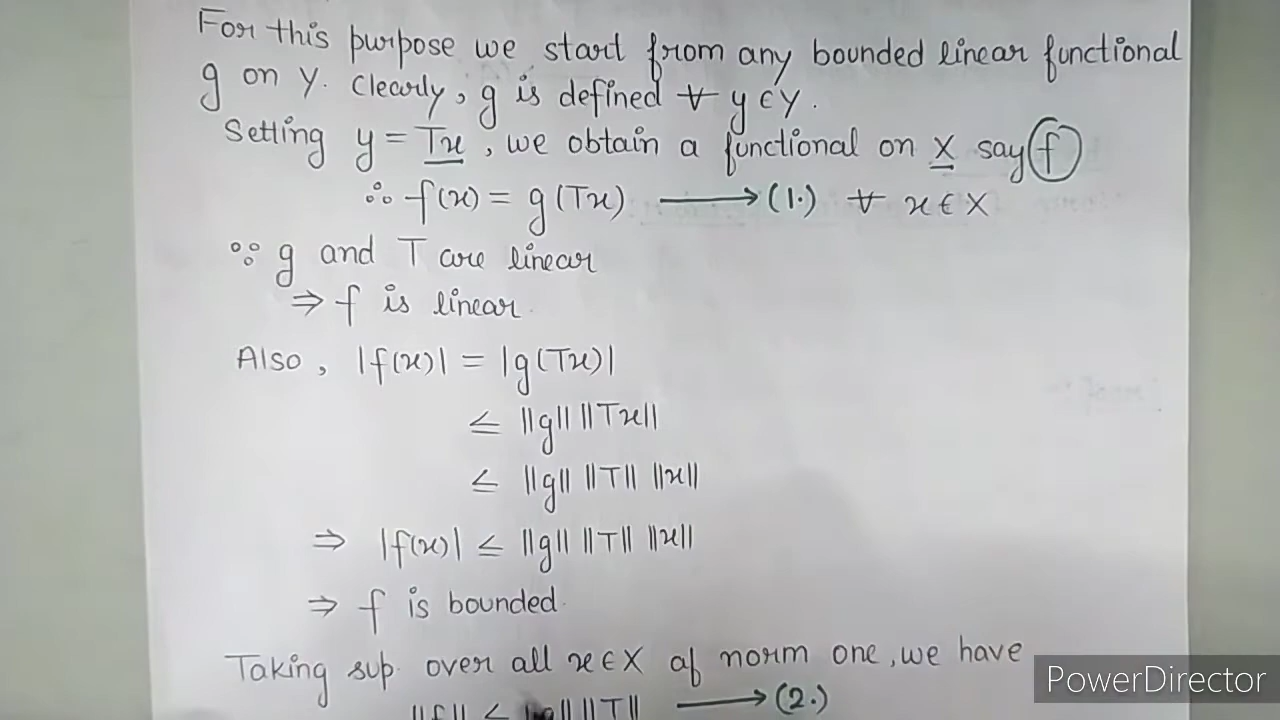 For this purpose we start from any bounded linear functional
g on Y. Clearly, g is defined ∀ y ∈ Y.
Setting y = Tx, we obtain a functional on X say f
∴ f(x) = g(Tx) ⟶ (1.) ∀ x ∈ X
∵ g and T are linear
⇒ f is linear.
Also, |f(x)| = |g(Tx)|
≤ ||g|| ||Tx||
≤ ||g|| ||T|| ||x||
⇒ |f(x)| ≤ ||g|| ||T|| ||x||
⇒ f is bounded.
Taking sup. over all x ∈ X of norm one, we have
||f|| ≤ ||g|| ||T|| ⟶ (2.)
PowerDirector